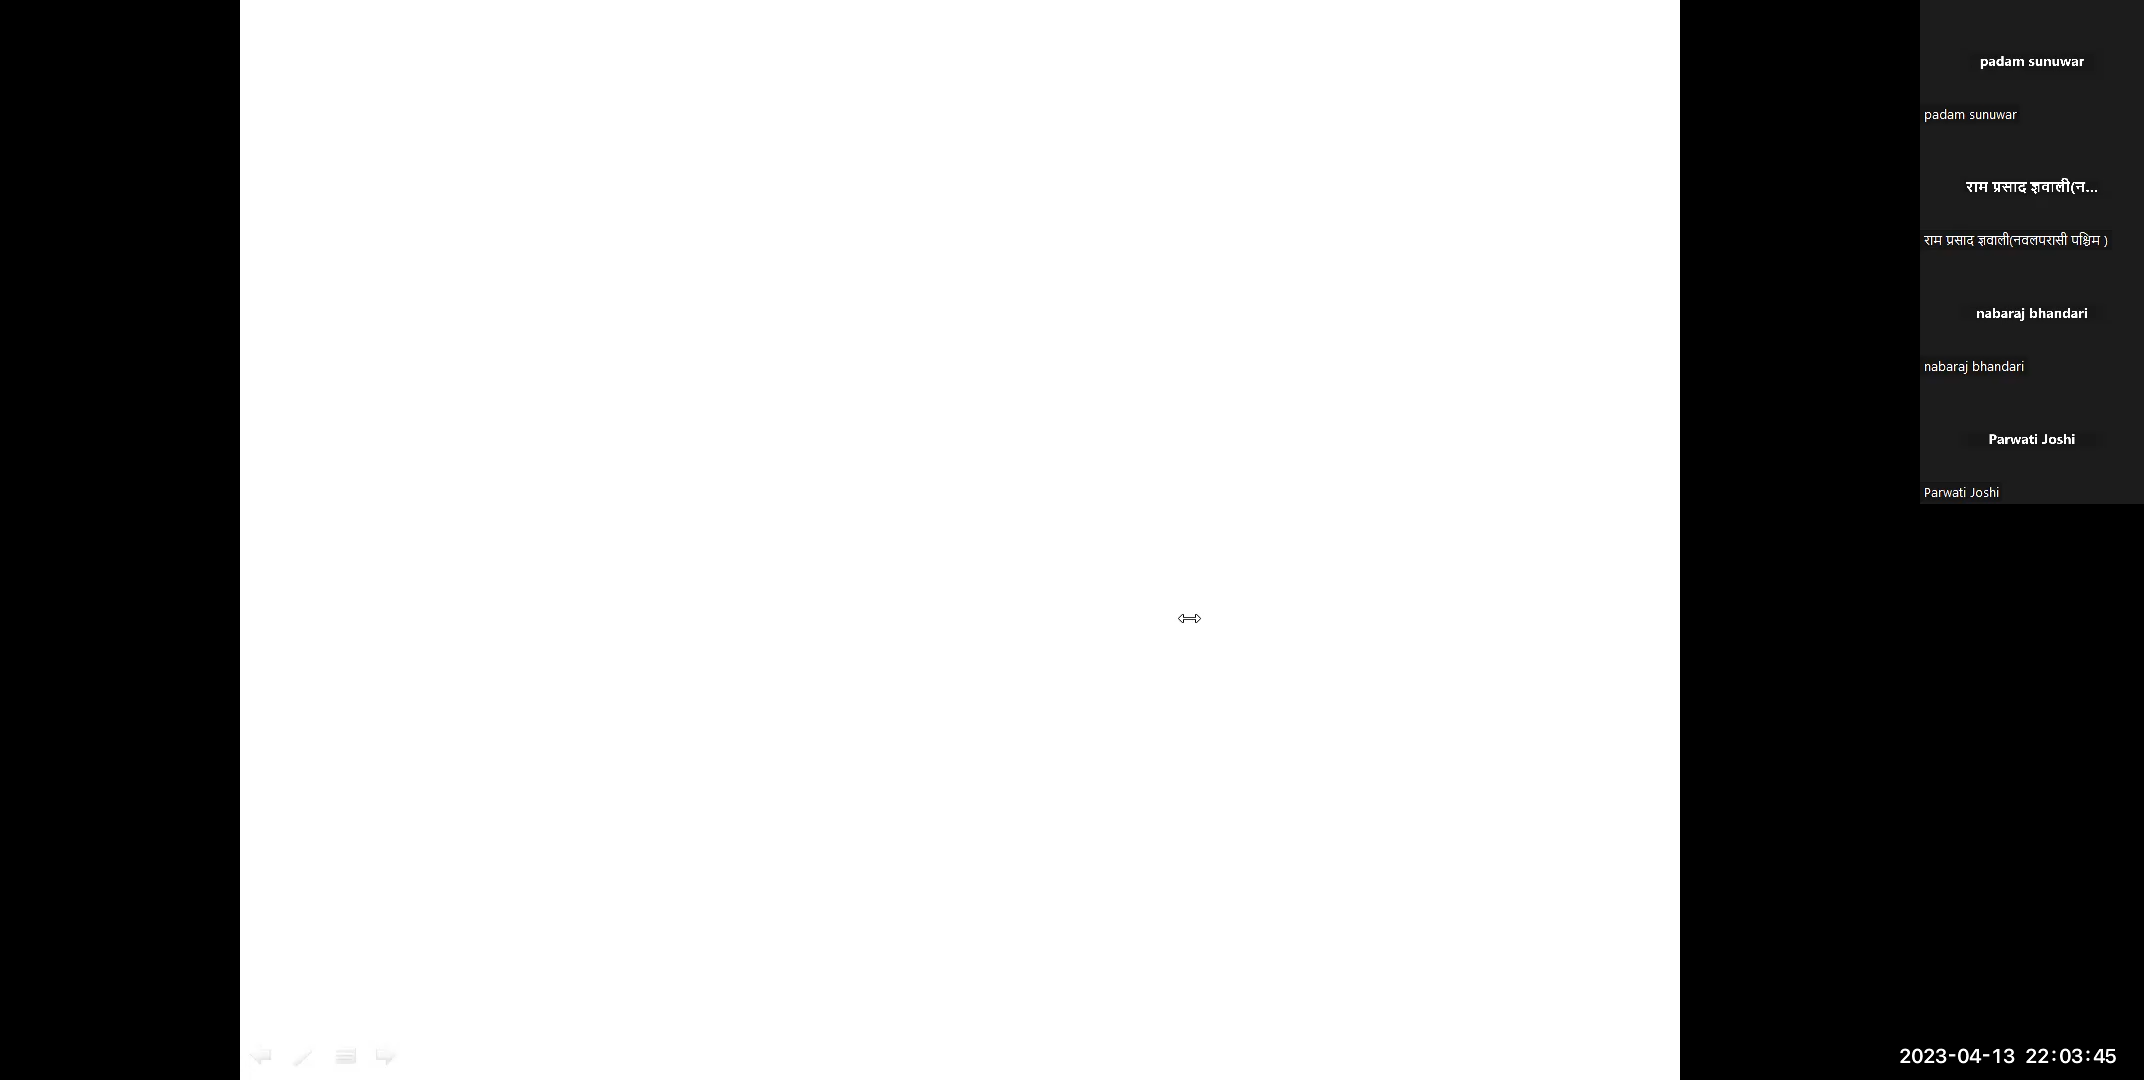 padam sunuwar
padam sunuwar
राम प्रसाद ज्ञवाली(न...
राम प्रसाद ज्ञवाली(नवलपरासी पश्चिम )
nabaraj bhandari
nabaraj bhandari
Parwati Joshi
Parwati Joshi
2023-04-13 22:03:45